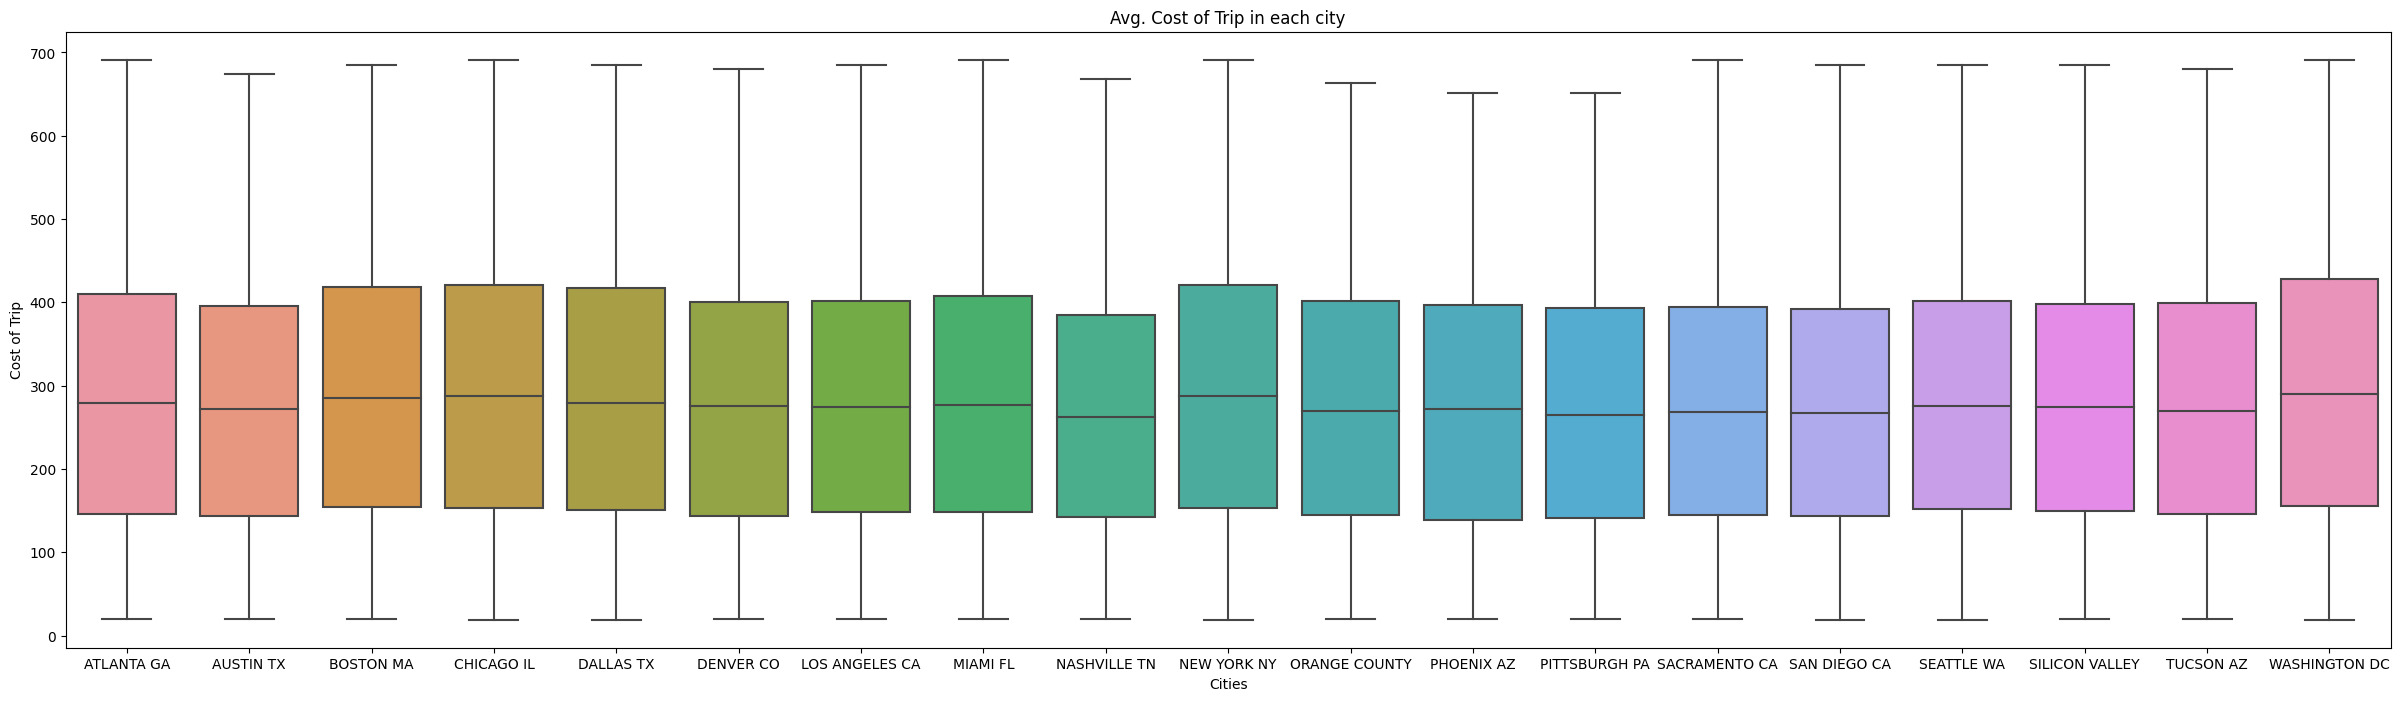 Avg. Cost of Trip in each city
Cost of Trip
700
600
500
400
300
200
100
0
ATLANTA GA AUSTIN TX BOSTON MA CHICAGO IL DALLAS TX DENVER CO LOS ANGELES CA MIAMI FL NASHVILLE TN NEW YORK NY ORANGE COUNTY PHOENIX AZ PITTSBURGH PA SACRAMENTO CA SAN DIEGO CA SEATTLE WA SILICON VALLEY TUCSON AZ WASHINGTON DC
Cities